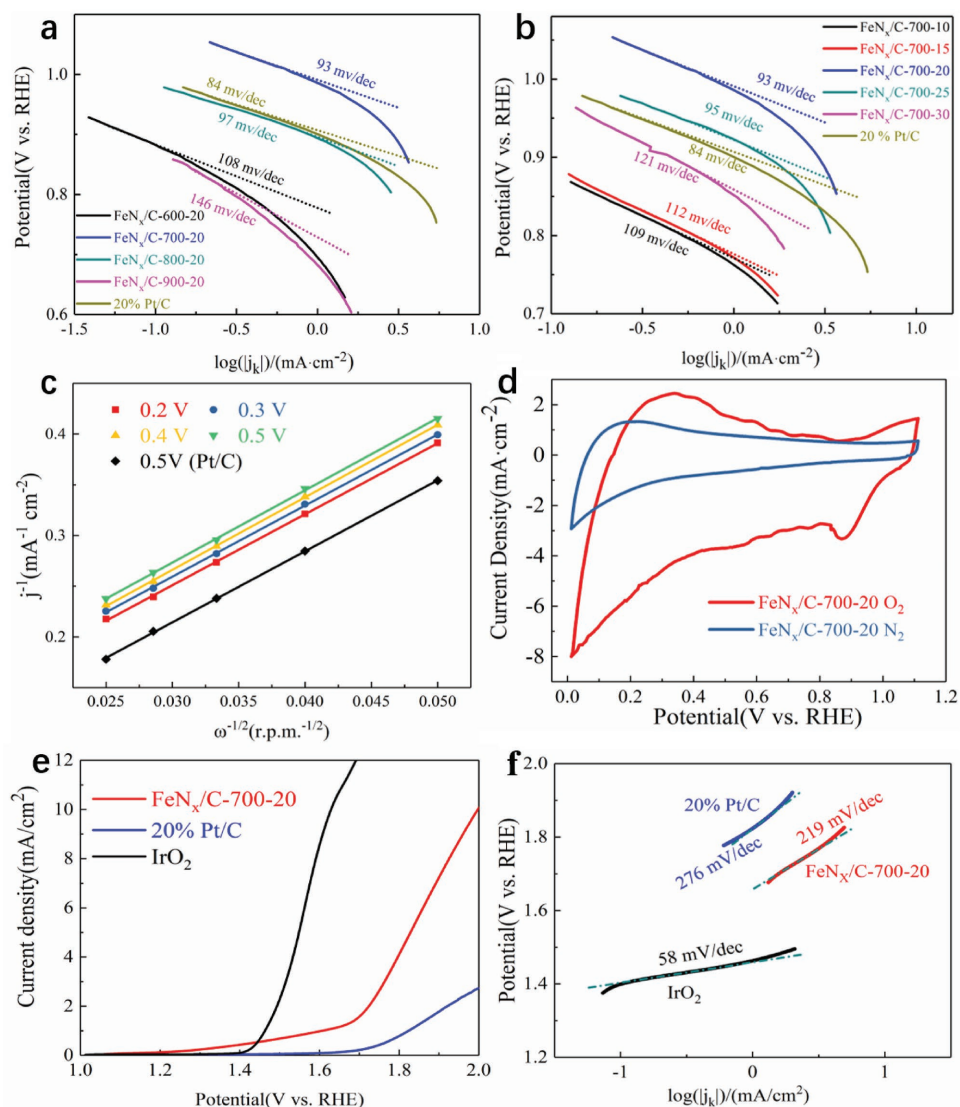 a
Potential(V vs. RHE)
1.0
0.8
0.6
93 mv/dec
84 mv/dec
97 mv/dec
108 mv/dec
146 mv/dec
FeNₓ/C-600-20
FeNₓ/C-700-20
FeNₓ/C-800-20
FeNₓ/C-900-20
20% Pt/C
-1.5 -1.0 -0.5 0.0 0.5 1.0
log(|jₖ|)/(mA·cm⁻²)
b
Potential(V vs. RHE)
1.0
0.9
0.8
0.7
FeNₓ/C-700-10
FeNₓ/C-700-15
FeNₓ/C-700-20
FeNₓ/C-700-25
FeNₓ/C-700-30
20 % Pt/C
93 mv/dec
95 mv/dec
84 mv/dec
121 mv/dec
112 mv/dec
109 mv/dec
-0.5 0.0 0.5 1.0
log(|jₖ|)/(mA·cm⁻²)
c
j⁻¹(mA⁻¹ cm⁻²)
0.4
0.3
0.2
0.2 V 0.3 V
0.4 V 0.5 V
0.5V (Pt/C)
0.025 0.030 0.035 0.040 0.045 0.050
ω⁻¹/²(r.p.m.⁻¹/²)
d
Current Density(mA·cm⁻²)
2
0
-2
-4
-6
-8
FeNₓ/C-700-20 O₂
FeNₓ/C-700-20 N₂
0.0 0.2 0.4 0.6 0.8 1.0 1.2
Potential(V vs. RHE)
e
Current density(mA/cm²)
12
10
8
6
4
2
0
FeNₓ/C-700-20
20% Pt/C
IrO₂
1.0 1.2 1.4 1.6 1.8 2.0
Potential(V vs. RHE)
f
Potential(V vs. RHE)
2.0
1.8
1.6
1.4
1.2
20% Pt/C
276 mV/dec
219 mV/dec
FeNₓ/C-700-20
58 mV/dec
IrO₂
-1 0 1
log(|jₖ|)/(mA/cm²)